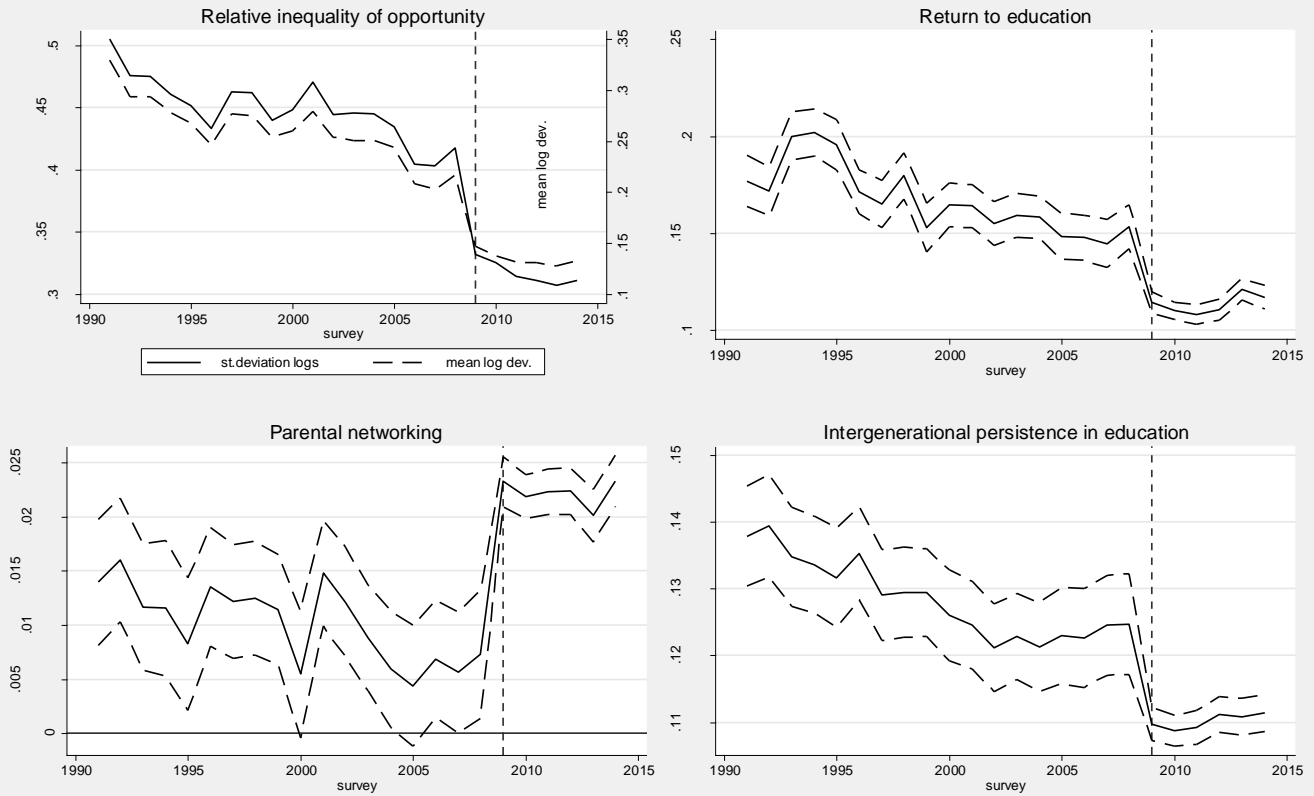 Relative inequality of opportunity
.5
.45
.4
.35
.3
.35
.3
.25
.2
.15
.1
mean log dev.
1990 1995 2000 2005 2010 2015
survey
st.deviation logs mean log dev.
Return to education
25
.2
.15
.1
1990 1995 2000 2005 2010 2015
survey
Parental networking
.025
.02
.015
.01
.005
0
1990 1995 2000 2005 2010 2015
survey
Intergenerational persistence in education
.15
.14
.13
.12
.11
1990 1995 2000 2005 2010 2015
survey